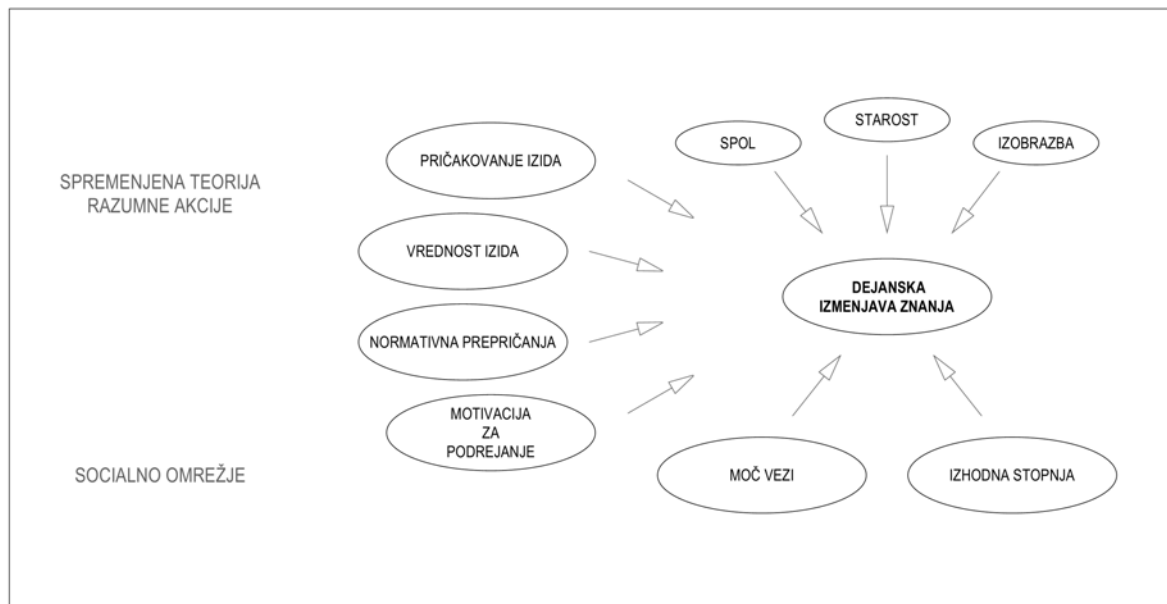 SPREMENJENA TEORIJA
RAZUMNE AKCIJE
PRIČAKOVANJE IZIDA
SPOL
STAROST
IZOBRAZBA
VREDNOST IZIDA
DEJANSKA
IZMENJAVA ZNANJA
NORMATIVNA PREPRIČANJA
MOTIVACIJA
ZA
PODREJANJE
SOCIALNO OMREŽJE
MOČ VEZI
IZHODNA STOPNJA